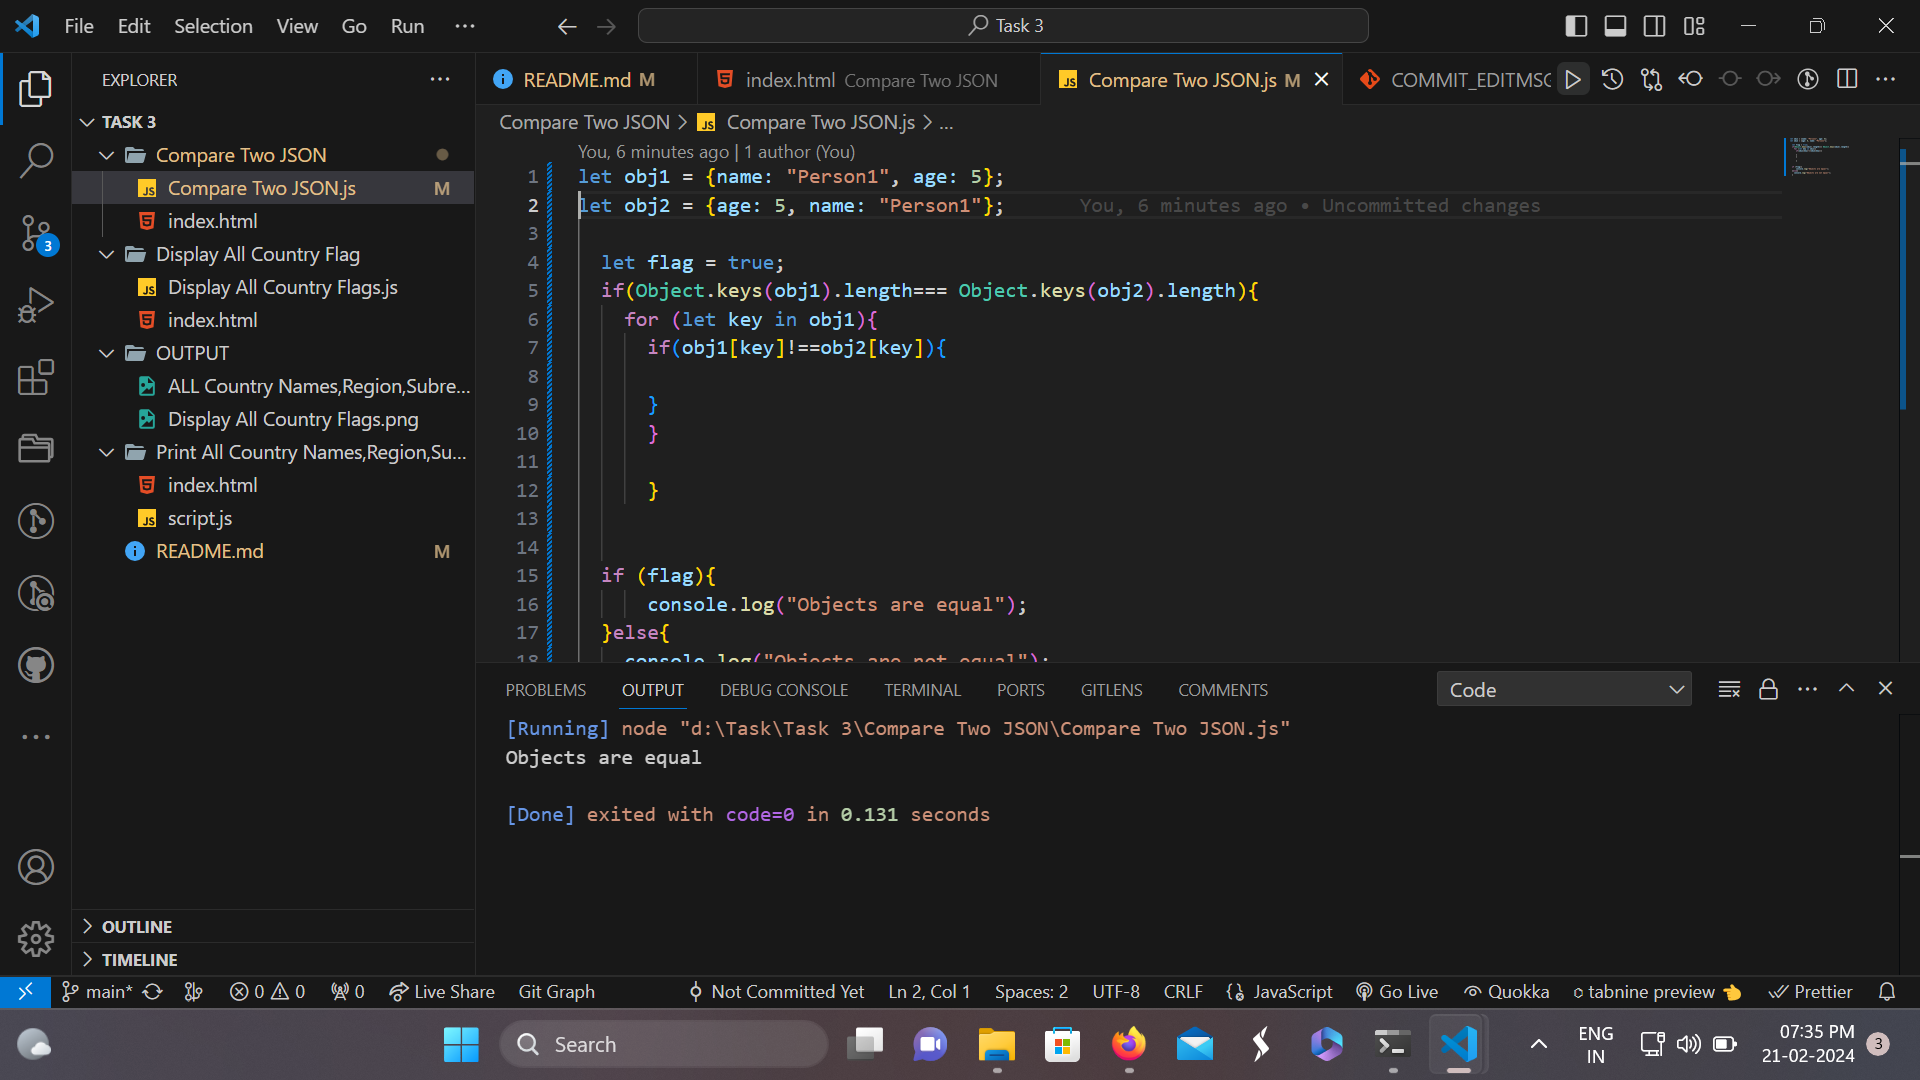 File Edit Selection View Go Run ···
Task 3
EXPLORER
TASK 3
Compare Two JSON
Compare Two JSON.js M
index.html
Display All Country Flag
Display All Country Flags.js
index.html
OUTPUT
ALL Country Names,Region,Subre...
Display All Country Flags.png
Print All Country Names,Region,Su...
index.html
script.js
README.md M
OUTLINE
TIMELINE
3
README.md M
index.html Compare Two JSON
Compare Two JSON.js M
COMMIT_EDITMSG
Compare Two JSON > Compare Two JSON.js > ...
You, 6 minutes ago | 1 author (You)
1 let obj1 = {name: "Person1", age: 5};
2 let obj2 = {age: 5, name: "Person1"}; You, 6 minutes ago • Uncommitted changes
3
4 let flag = true;
5 if(Object.keys(obj1).length=== Object.keys(obj2).length){
6 for (let key in obj1){
7 if(obj1[key]!==obj2[key]){
8
9 }
10 }
11
12 }
13
14
15 if (flag){
16 console.log("Objects are equal");
17 }else{
18 console.log("Objects are not equal");
PROBLEMS OUTPUT DEBUG CONSOLE TERMINAL PORTS GITLENS COMMENTS
Code
[Running] node "d:\Task\Task 3\Compare Two JSON\Compare Two JSON.js"
Objects are equal
[Done] exited with code=0 in 0.131 seconds
main* 0 0 0 Live Share Git Graph Not Committed Yet Ln 2, Col 1 Spaces: 2 UTF-8 CRLF JavaScript Go Live Quokka tabnine preview Prettier
Search
ENG
IN
07:35 PM
21-02-2024
3